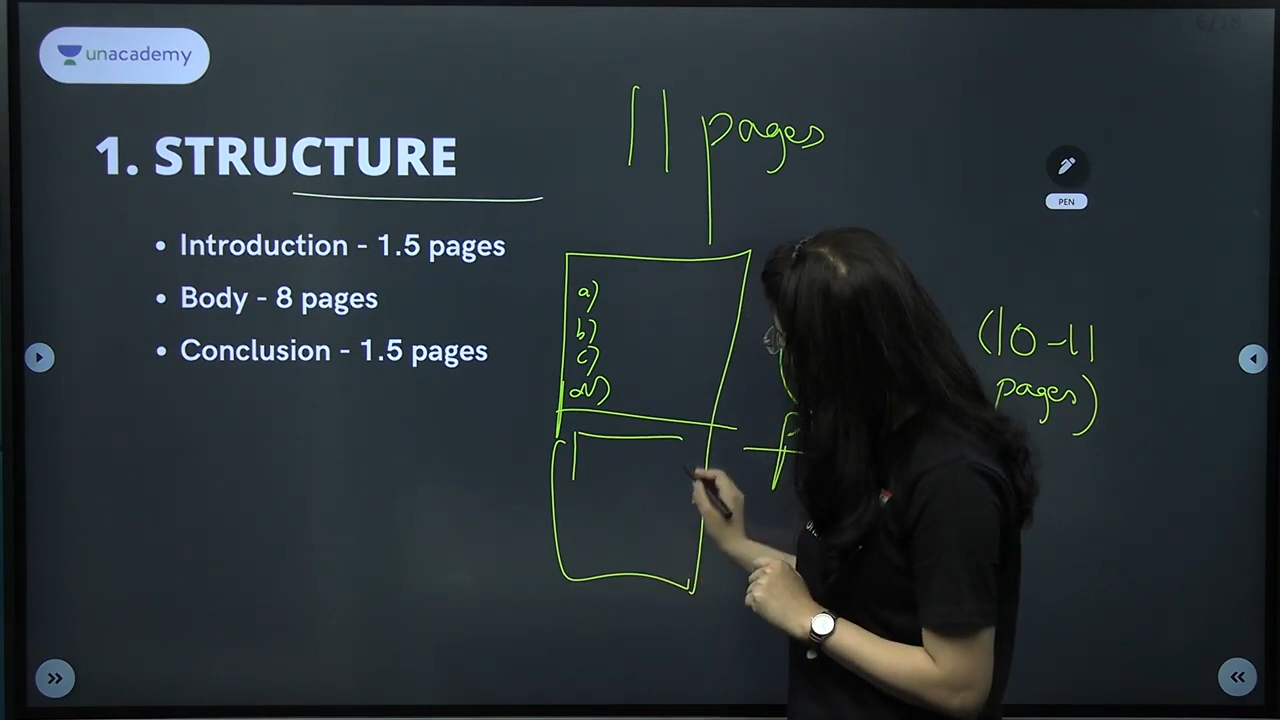 unacademy
11 pages
1. STRUCTURE
PEN
• Introduction - 1.5 pages
• Body - 8 pages
• Conclusion - 1.5 pages
a)
b)
c)
(10-11
pages)